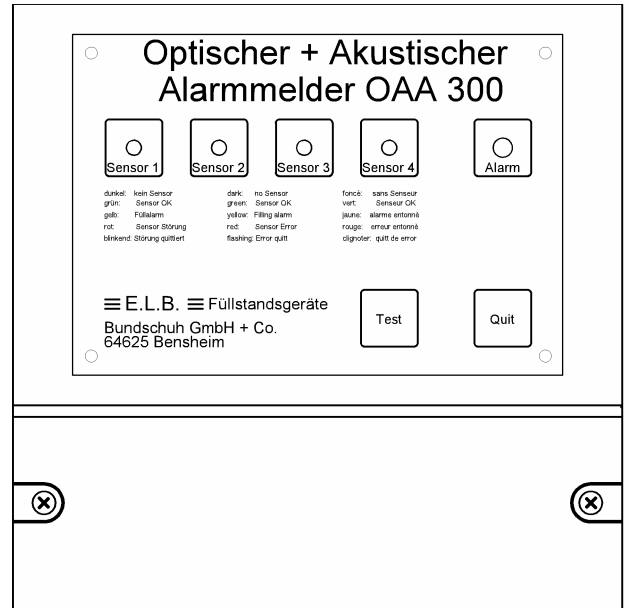 Optischer + Akustischer
Alarmmelder OAA 300
Sensor 1 Sensor 2 Sensor 3 Sensor 4 Alarm
dunkel: kein Sensor dark: no Sensor foncè: sans Senseur
grün: Sensor OK green: Sensor OK vert: Senseur OK
gelb: Füllalarm yellow: Filling alarm jaune: alarme entonnè
rot: Sensor Störung red: Sensor Error rouge: erreur entonnè
blinkend: Störung quittiert flashing: Error quitt clignoter: quitt de error
E.L.B. Füllstandsgeräte
Bundschuh GmbH + Co.
64625 Bensheim
Test Quit